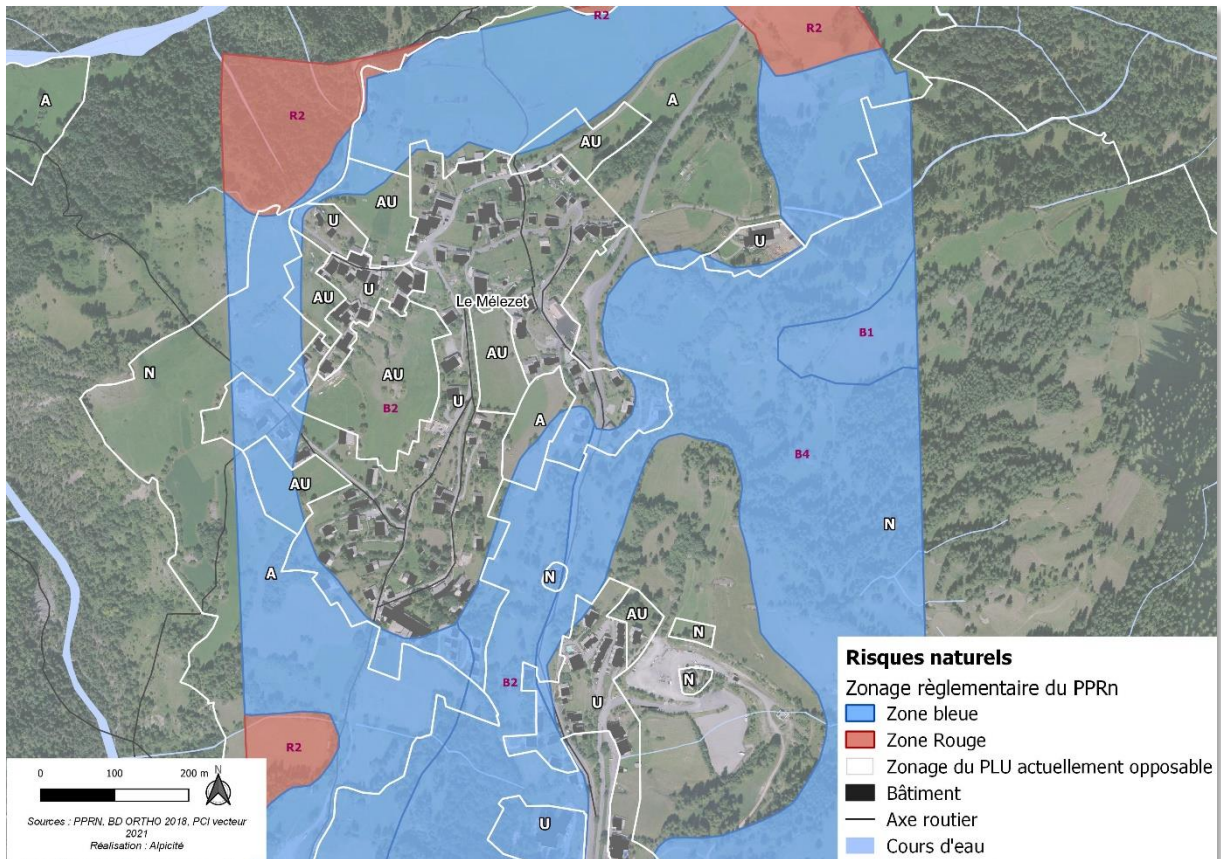 R2
R2
A
R2
A
AU
AU
U
U
AU
U
Le Mélezet
B1
AU
N
AU
B2
U
A
B4
AU
N
A
N
AU
N
N
B2
U
R2
U
Risques naturels
Zonage règlementaire du PPRn
Zone bleue
Zone Rouge
Zonage du PLU actuellement opposable
Bâtiment
Axe routier
Cours d'eau
0 100 200 m N
Sources : PPRN, BD ORTHO 2018, PCI vecteur
2021
Réalisation : Alpicité